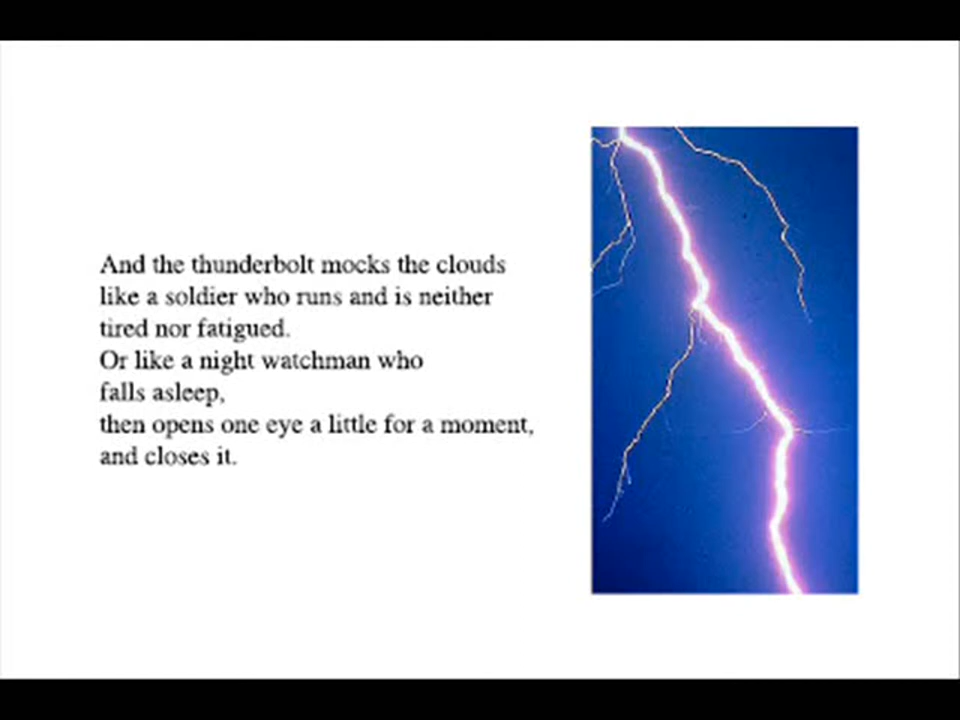 And the thunderbolt mocks the clouds
like a soldier who runs and is neither
tired nor fatigued.
Or like a night watchman who
falls asleep,
then opens one eye a little for a moment,
and closes it.